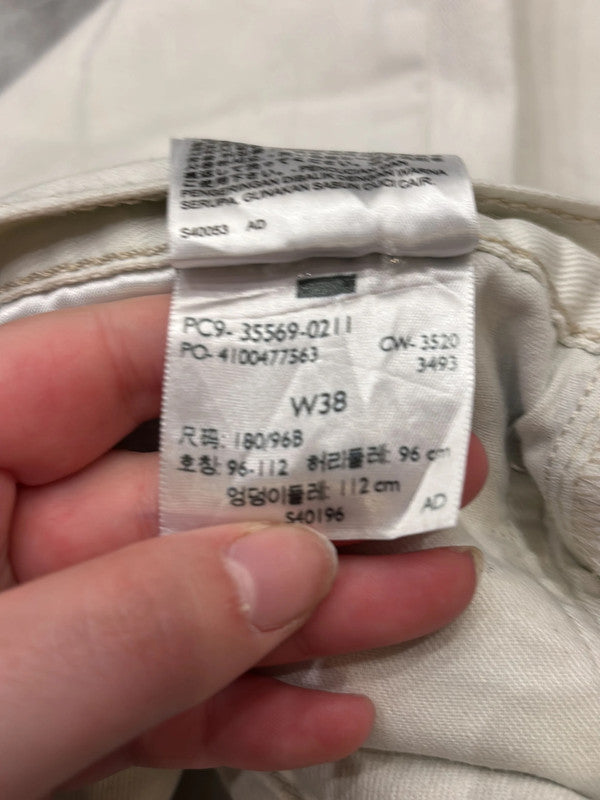 SERUPA, GUNAKAN SABUN CUCI CAIR.
S40053 AD
PC9- 35569-0211
PO- 4100477563
CW- 3520
3493
W38
尺码: 180/96B
호칭: 96-112 허리둘레: 96 cm
엉덩이둘레: 112 cm
S40196
AD